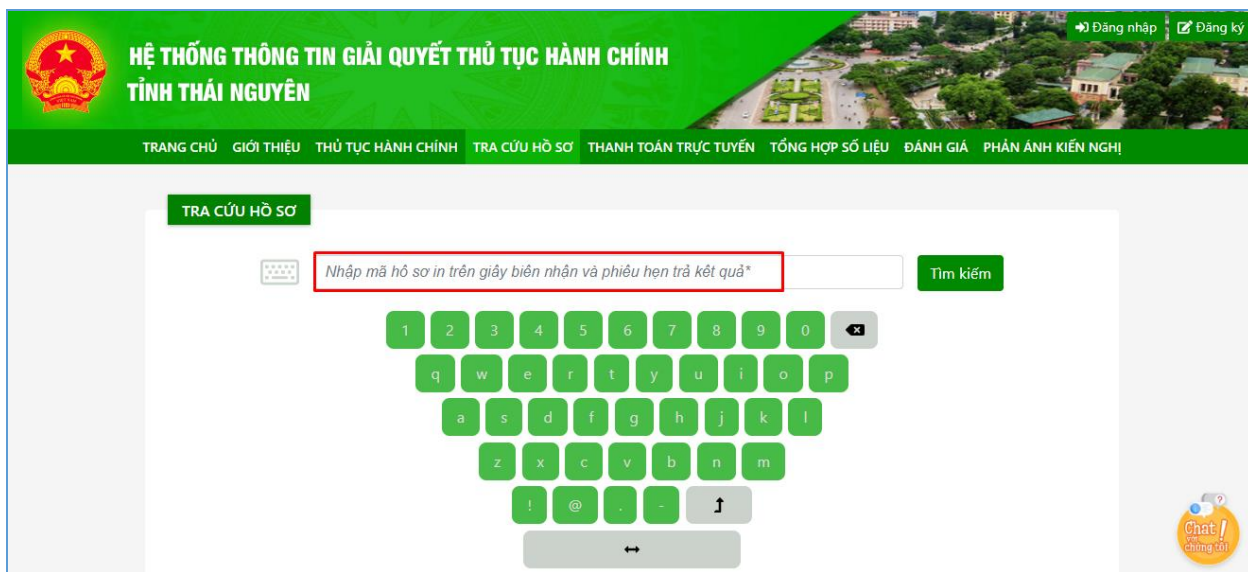 Đăng nhập Đăng ký
HỆ THỐNG THÔNG TIN GIẢI QUYẾT THỦ TỤC HÀNH CHÍNH
TỈNH THÁI NGUYÊN
TRANG CHỦ GIỚI THIỆU THỦ TỤC HÀNH CHÍNH TRA CỨU HỒ SƠ THANH TOÁN TRỰC TUYẾN TỔNG HỢP SỐ LIỆU ĐÁNH GIÁ PHẢN ÁNH KIẾN NGHỊ
TRA CỨU HỒ SƠ
Nhập mã hồ sơ in trên giấy biên nhận và phiếu hẹn trả kết quả* Tìm kiếm
1 2 3 4 5 6 7 8 9 0
q w e r t y u i o p
a s d f g h j k l
z x c v b n m
! @ . -
?
Chat!
với
chúng tôi